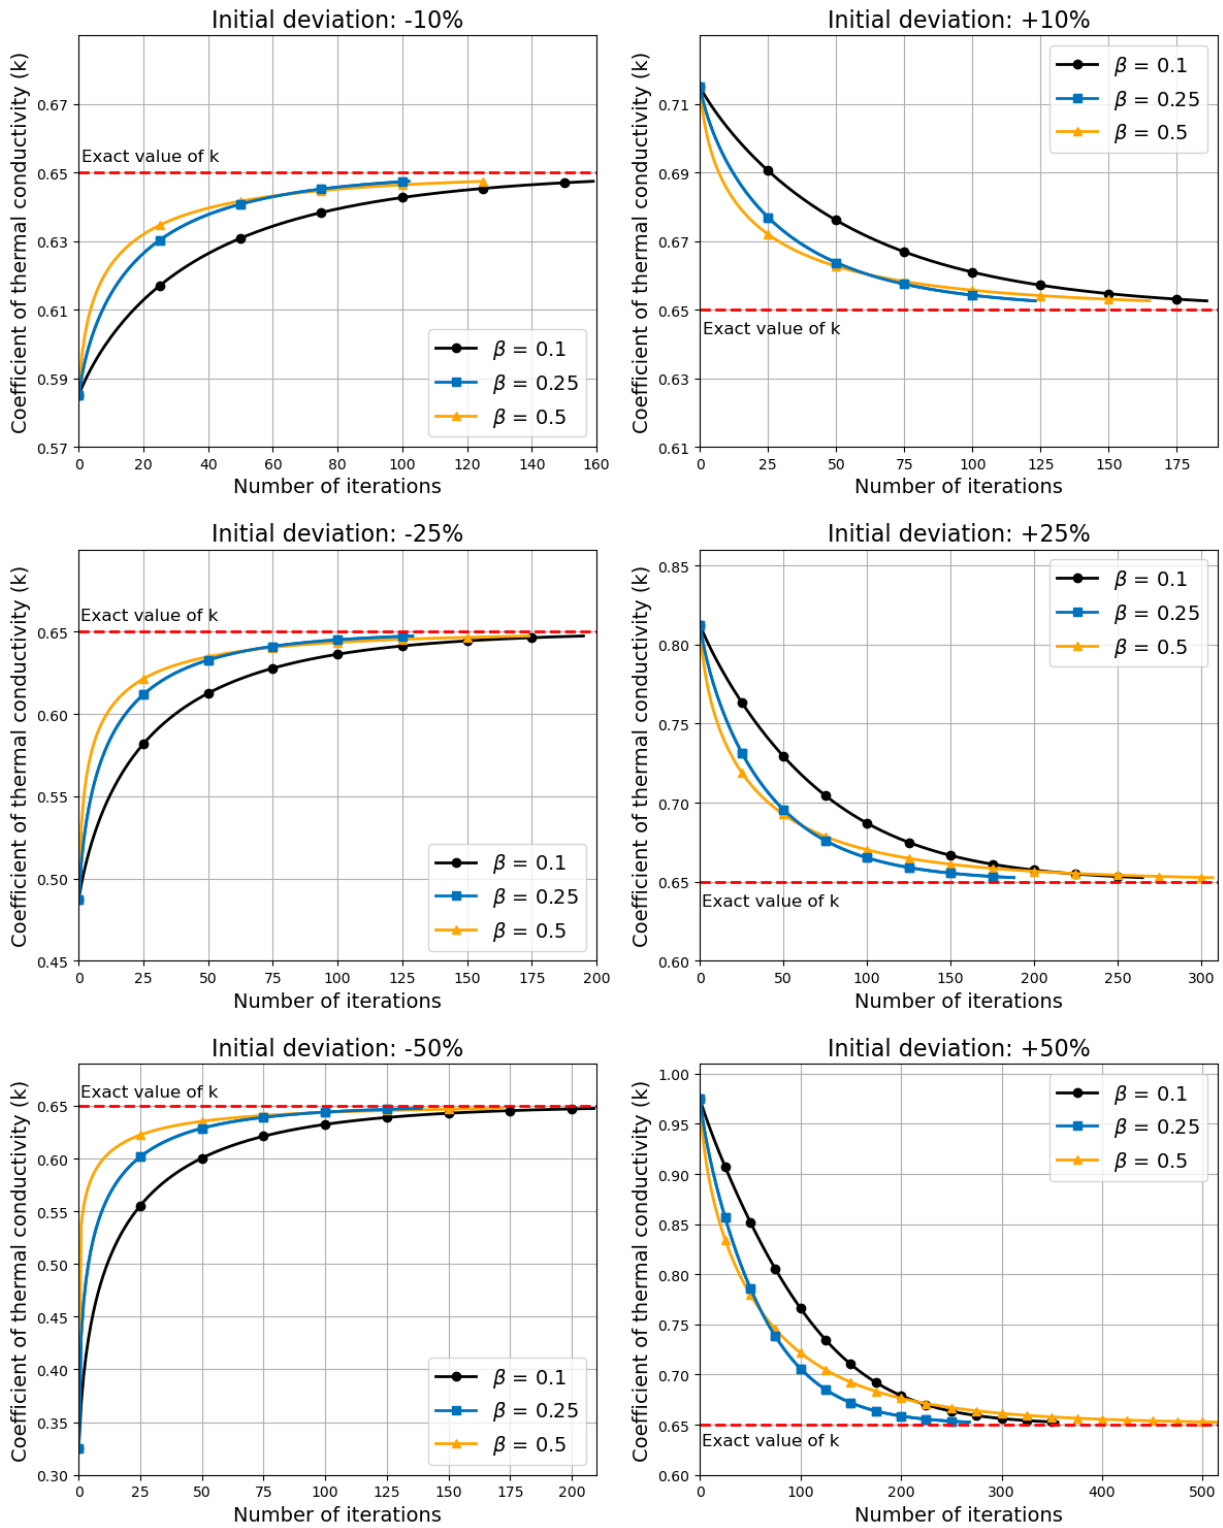 Initial deviation: -10%
Coefficient of thermal conductivity (k)
0.67
0.65
0.63
0.61
0.59
0.57
Exact value of k
β = 0.1
β = 0.25
β = 0.5
0 20 40 60 80 100 120 140 160
Number of iterations
Initial deviation: +10%
Coefficient of thermal conductivity (k)
0.71
0.69
0.67
0.65
0.63
0.61
β = 0.1
β = 0.25
β = 0.5
Exact value of k
0 25 50 75 100 125 150 175
Number of iterations
Initial deviation: -25%
Coefficient of thermal conductivity (k)
0.65
0.60
0.55
0.50
0.45
Exact value of k
β = 0.1
β = 0.25
β = 0.5
0 25 50 75 100 125 150 175 200
Number of iterations
Initial deviation: +25%
Coefficient of thermal conductivity (k)
0.85
0.80
0.75
0.70
0.65
0.60
β = 0.1
β = 0.25
β = 0.5
Exact value of k
0 50 100 150 200 250 300
Number of iterations
Initial deviation: -50%
Coefficient of thermal conductivity (k)
0.65
0.60
0.55
0.50
0.45
0.40
0.35
0.30
Exact value of k
β = 0.1
β = 0.25
β = 0.5
0 25 50 75 100 125 150 175 200
Number of iterations
Initial deviation: +50%
Coefficient of thermal conductivity (k)
1.00
0.95
0.90
0.85
0.80
0.75
0.70
0.65
0.60
β = 0.1
β = 0.25
β = 0.5
Exact value of k
0 100 200 300 400 500
Number of iterations